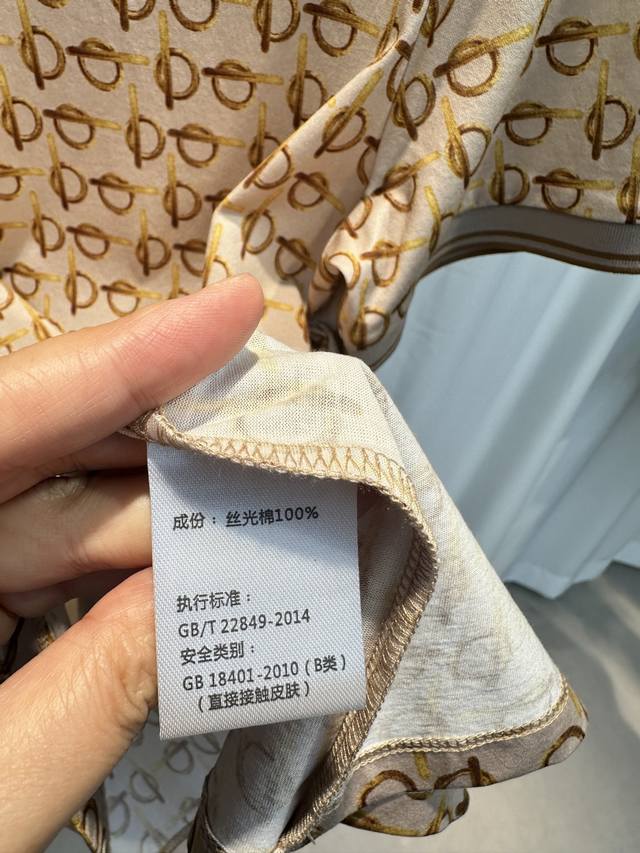 成份：丝光棉100%
执行标准：
GB/T 22849-2014
安全类别：
GB 18401-2010（B类）
（直接接触皮肤）